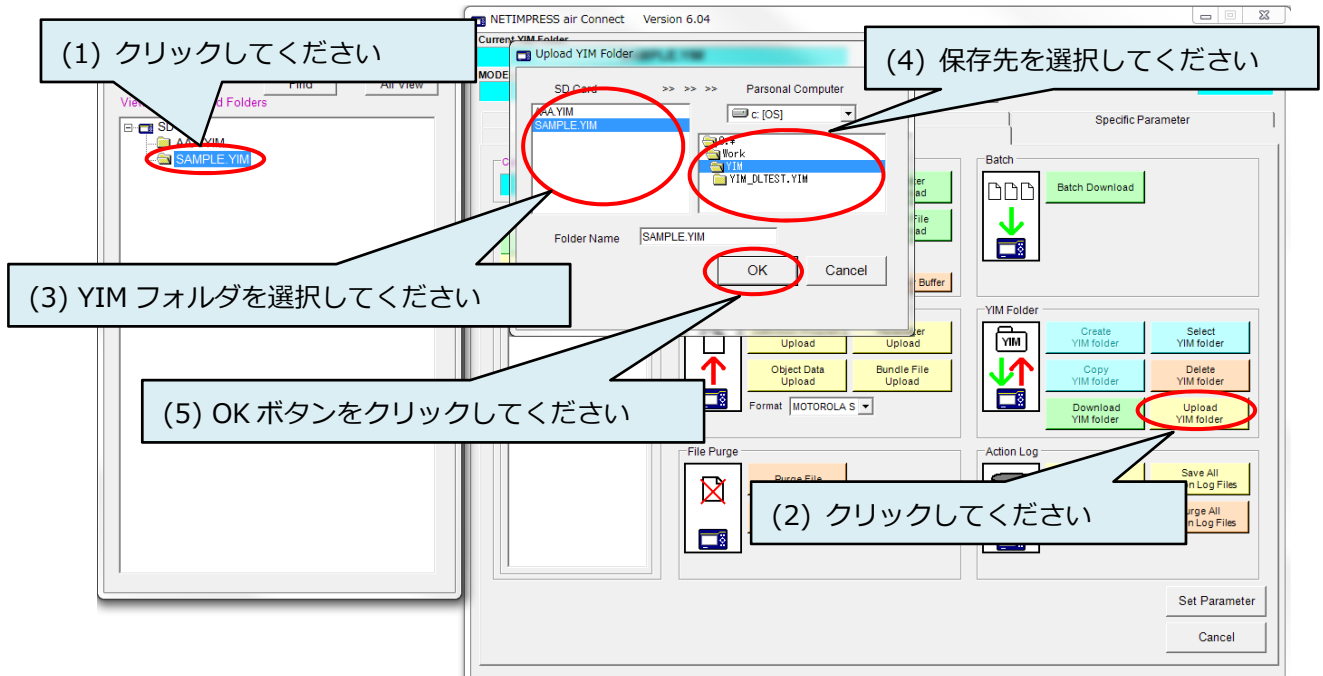 NETIMPRESS air Connect Version 6.04
(1) クリックしてください
(4) 保存先を選択してください
Current YIM Folder
Upload YIM Folder
SD Card >> >> >> Parsonal Computer
Find All View
Folders
SAMPLE.YIM
AAA.YIM
SAMPLE.YIM
c: [OS]
Work
YIM
YIM_DLTEST.YIM
Folder Name SAMPLE.YIM
OK Cancel
(3) YIM フォルダを選択してください
(5) OK ボタンをクリックしてください
Specific Parameter
Batch
Batch Download
Buffer
Upload
Upload
Object Data
Upload
Bundle File
Upload
Format MOTOROLA S
YIM Folder
YIM
Create
YIM folder
Select
YIM folder
Copy
YIM folder
Delete
YIM folder
Download
YIM folder
Upload
YIM folder
File Purge
Purge File
Action Log
Save All
n Log Files
(2) クリックしてください
urge All
n Log Files
Set Parameter
Cancel